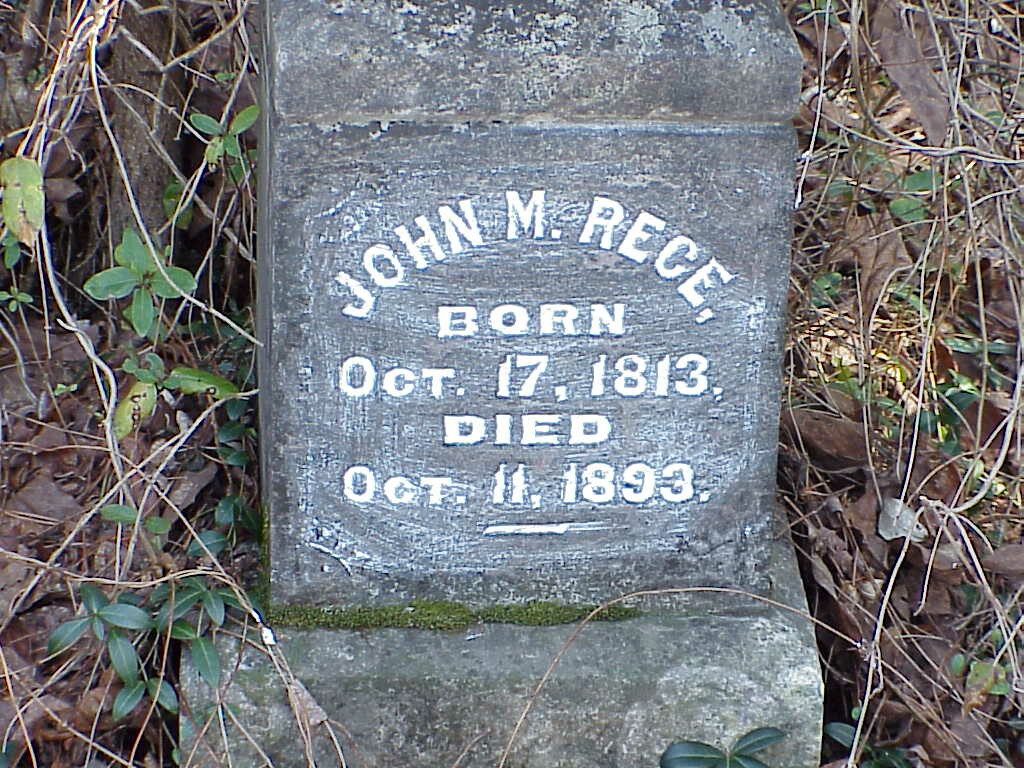 JOHN M. RECE,
BORN
OCT. 17, 1813,
DIED
OCT. 11, 1893.